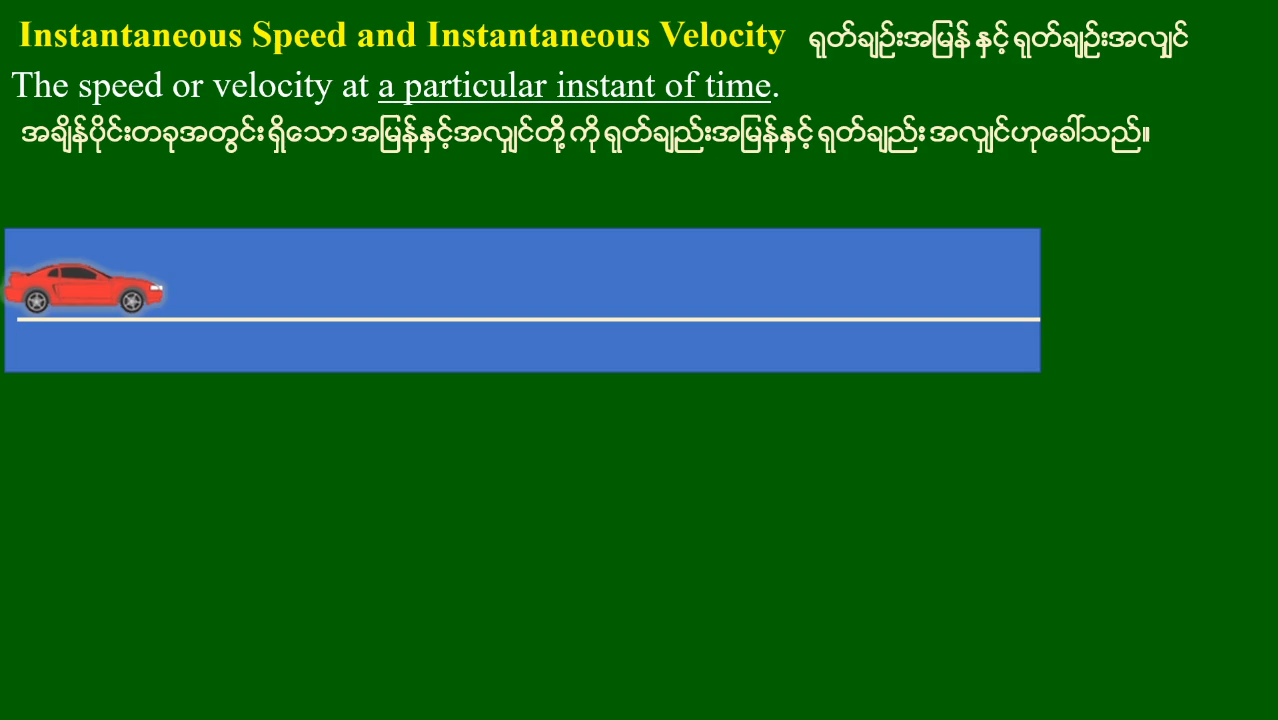 Instantaneous Speed and Instantaneous Velocity ရုတ်ချဉ်းအမြန် နှင့် ရုတ်ချဉ်းအလျှင်
The speed or velocity at a particular instant of time.
အချိန်ပိုင်းတခုအတွင်း ရှိသော အမြန်နှင့်အလျှင်တို့ ကို ရုတ်ချည်းအမြန်နှင့် ရုတ်ချည်း အလျှင်ဟုခေါ်သည်။